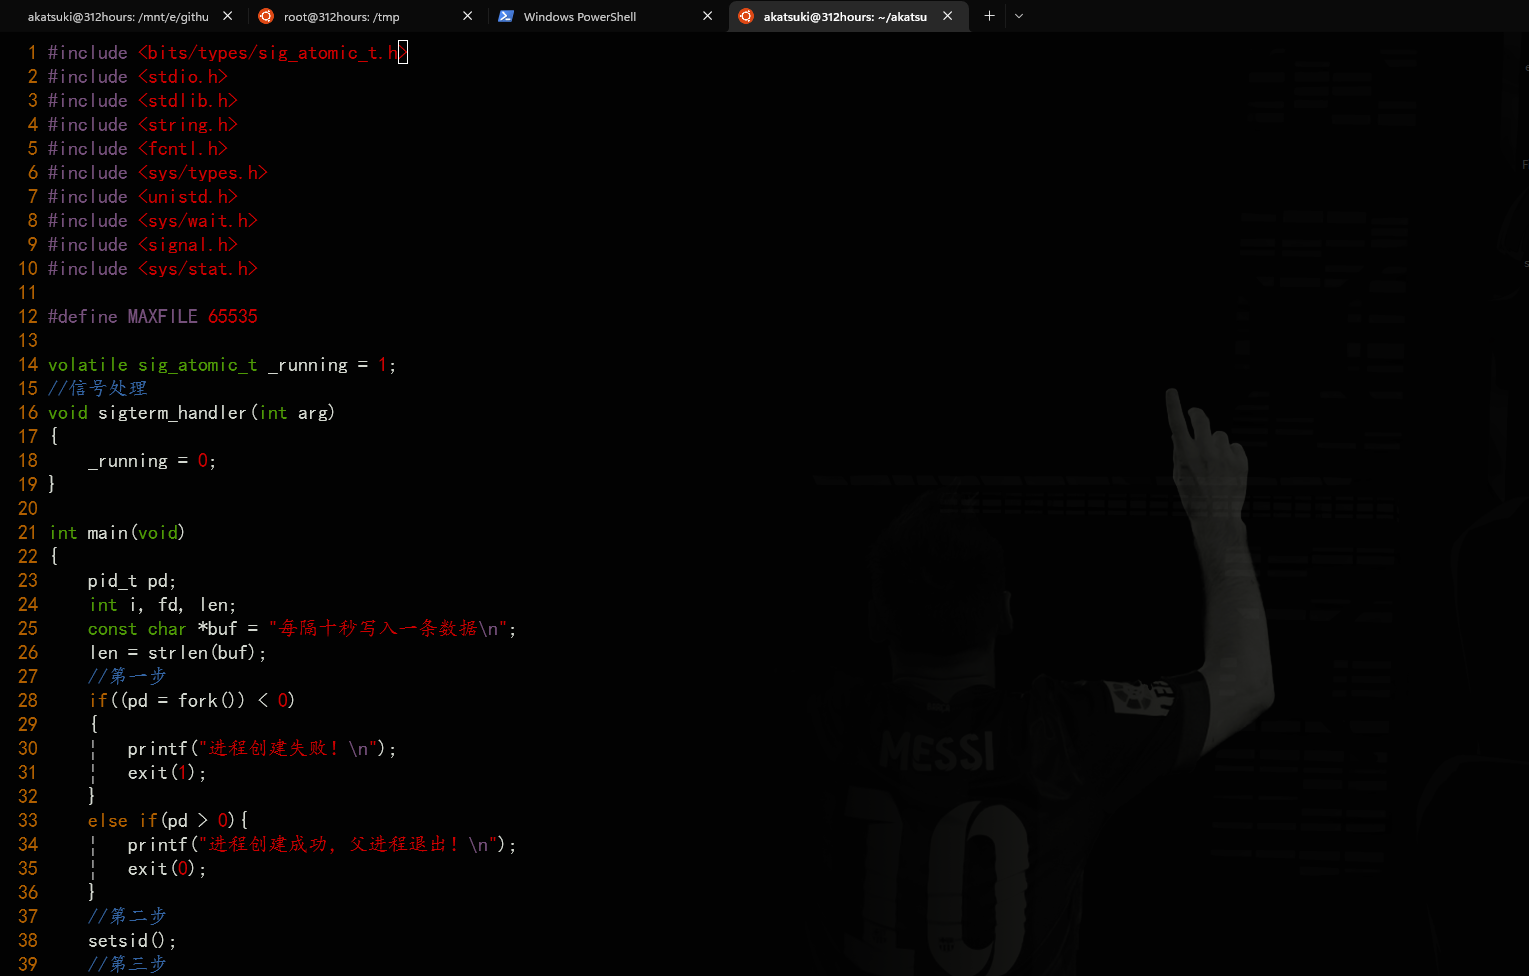 akatsuki@312hours: /mnt/e/githu
root@312hours: /tmp
Windows PowerShell
akatsuki@312hours: ~/akatsu
1 #include <bits/types/sig_atomic_t.h>
2 #include <stdio.h>
3 #include <stdlib.h>
4 #include <string.h>
5 #include <fcntl.h>
6 #include <sys/types.h>
7 #include <unistd.h>
8 #include <sys/wait.h>
9 #include <signal.h>
10 #include <sys/stat.h>
11
12 #define MAXFILE 65535
13
14 volatile sig_atomic_t _running = 1;
15 //信号处理
16 void sigterm_handler(int arg)
17 {
18     _running = 0;
19 }
20
21 int main(void)
22 {
23     pid_t pd;
24     int i, fd, len;
25     const char *buf = "每隔十秒写入一条数据\n";
26     len = strlen(buf);
27     //第一步
28     if((pd = fork()) < 0)
29     {
30     ¦   printf("进程创建失败！\n");
31     ¦   exit(1);
32     }
33     else if(pd > 0){
34     ¦   printf("进程创建成功，父进程退出！\n");
35     ¦   exit(0);
36     }
37     //第二步
38     setsid();
39     //第三步
MESSI
10